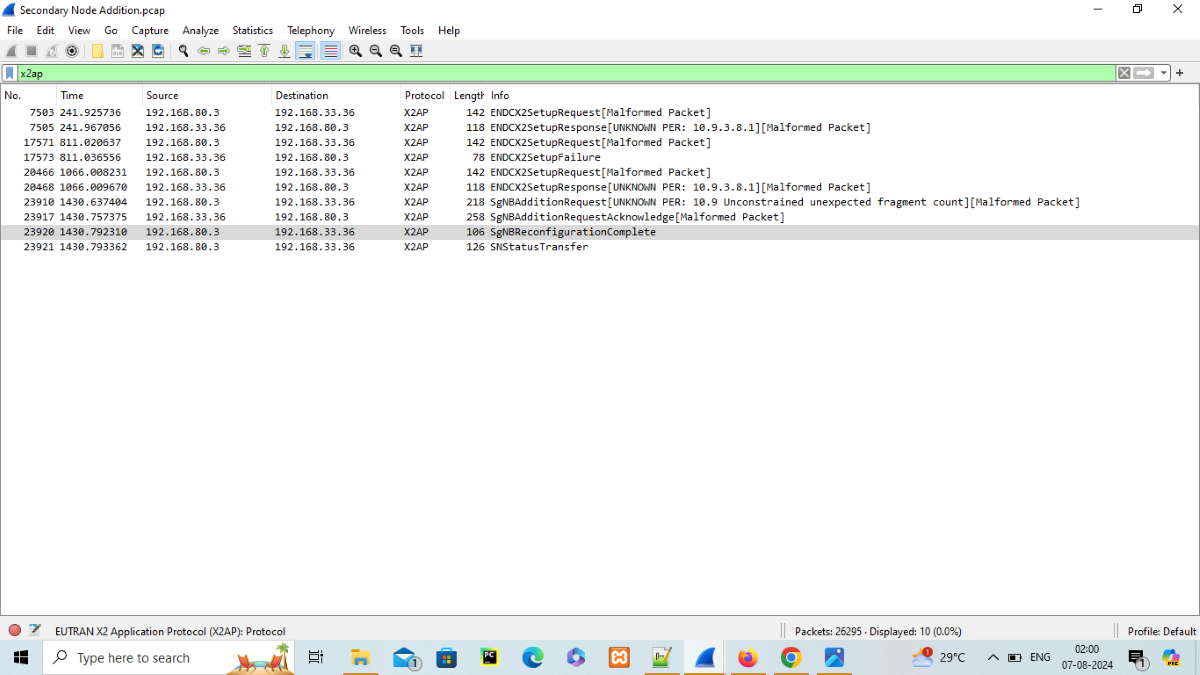 Secondary Node Addition.pcap
File Edit View Go Capture Analyze Statistics Telephony Wireless Tools Help
x2ap
No. Time Source Destination Protocol Length Info
7503 241.925736 192.168.80.3 192.168.33.36 X2AP 142 ENDCX2SetupRequest[Malformed Packet]
7505 241.967056 192.168.33.36 192.168.80.3 X2AP 118 ENDCX2SetupResponse[UNKNOWN PER: 10.9.3.8.1][Malformed Packet]
17571 811.020637 192.168.80.3 192.168.33.36 X2AP 142 ENDCX2SetupRequest[Malformed Packet]
17573 811.036556 192.168.33.36 192.168.80.3 X2AP 78 ENDCX2SetupFailure
20466 1066.008231 192.168.80.3 192.168.33.36 X2AP 142 ENDCX2SetupRequest[Malformed Packet]
20468 1066.009670 192.168.33.36 192.168.80.3 X2AP 118 ENDCX2SetupResponse[UNKNOWN PER: 10.9.3.8.1][Malformed Packet]
23910 1430.637404 192.168.80.3 192.168.33.36 X2AP 218 SgNBAdditionRequest[UNKNOWN PER: 10.9 Unconstrained unexpected fragment count][Malformed Packet]
23917 1430.757375 192.168.33.36 192.168.80.3 X2AP 258 SgNBAdditionRequestAcknowledge[Malformed Packet]
23920 1430.792310 192.168.80.3 192.168.33.36 X2AP 106 SgNBReconfigurationComplete
23921 1430.793362 192.168.80.3 192.168.33.36 X2AP 126 SNStatusTransfer
EUTRAN X2 Application Protocol (X2AP): Protocol Packets: 26295 · Displayed: 10 (0.0%) Profile: Default
Type here to search 1 PC 1 29°C ENG 02:00 07-08-2024 1 PRE